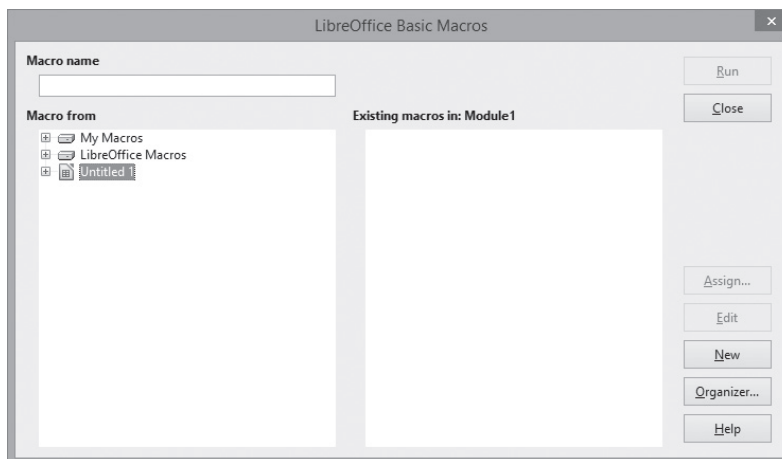 LibreOffice Basic Macros
Macro name
Run
Close
Macro from
My Macros
LibreOffice Macros
Untitled 1
Existing macros in: Module1
Assign...
Edit
New
Organizer...
Help